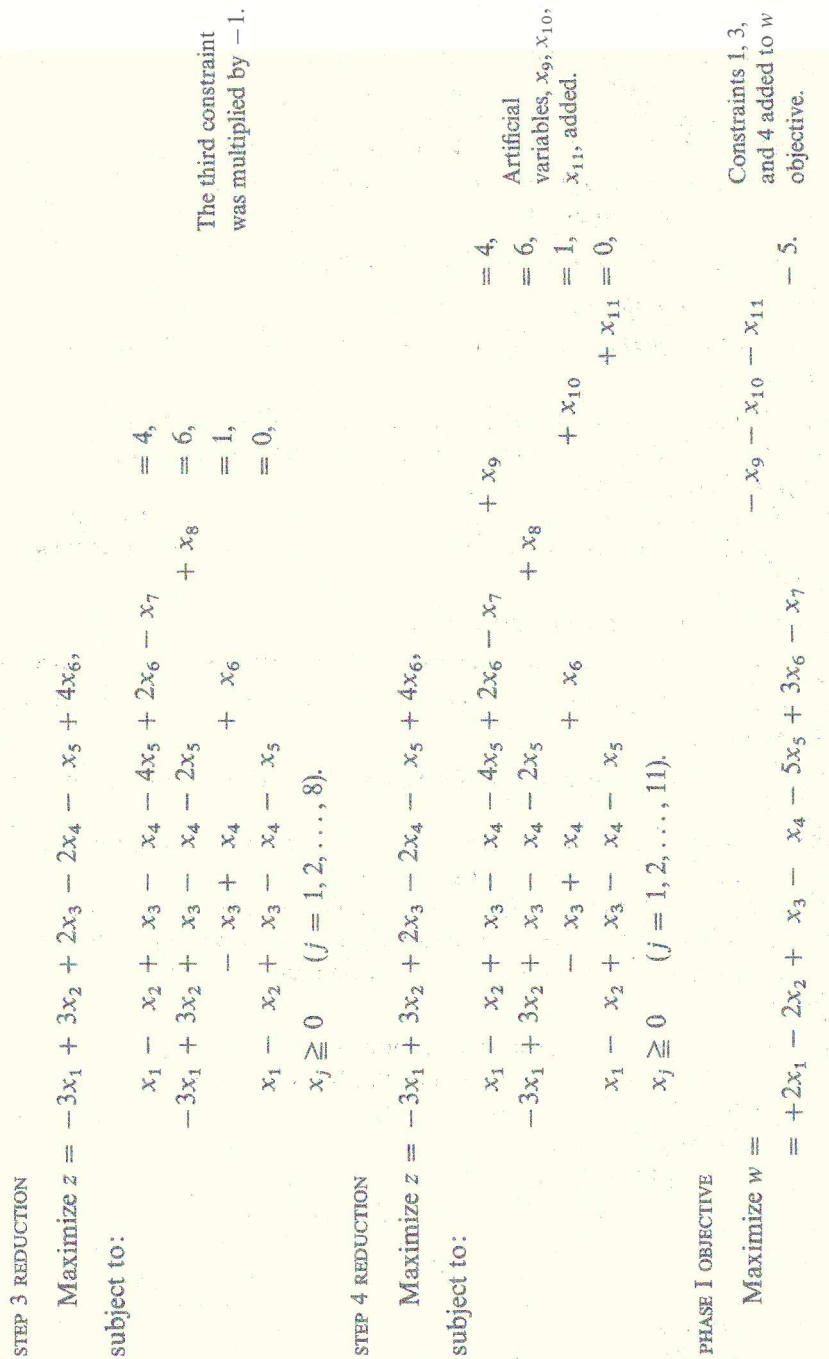 STEP 3 REDUCTION
Maximize z = −3x₁ + 3x₂ + 2x₃ − 2x₄ − x₅ + 4x₆,
subject to:
x₁ − x₂ + x₃ − x₄ − 4x₅ + 2x₆ − x₇ = 4,
−3x₁ + 3x₂ + x₃ − x₄ − 2x₅ + x₈ = 6,
− x₃ + x₄ + x₆ = 1,
x₁ − x₂ + x₃ − x₄ − x₅ = 0,
xⱼ ≧ 0 (j = 1, 2, . . . , 8).
The third constraint
was multiplied by −1.
STEP 4 REDUCTION
Maximize z = −3x₁ + 3x₂ + 2x₃ − 2x₄ − x₅ + 4x₆,
subject to:
x₁ − x₂ + x₃ − x₄ − 4x₅ + 2x₆ − x₇ + x₉ = 4,
−3x₁ + 3x₂ + x₃ − x₄ − 2x₅ + x₈ = 6,
− x₃ + x₄ + x₆ + x₁₀ = 1,
x₁ − x₂ + x₃ − x₄ − x₅ + x₁₁ = 0,
xⱼ ≧ 0 (j = 1, 2, . . . , 11).
Artificial
variables, x₉, x₁₀,
x₁₁, added.
PHASE I OBJECTIVE
Maximize w = − x₉ − x₁₀ − x₁₁
= +2x₁ − 2x₂ + x₃ − x₄ − 5x₅ + 3x₆ − x₇ − 5.
Constraints 1, 3,
and 4 added to w
objective.